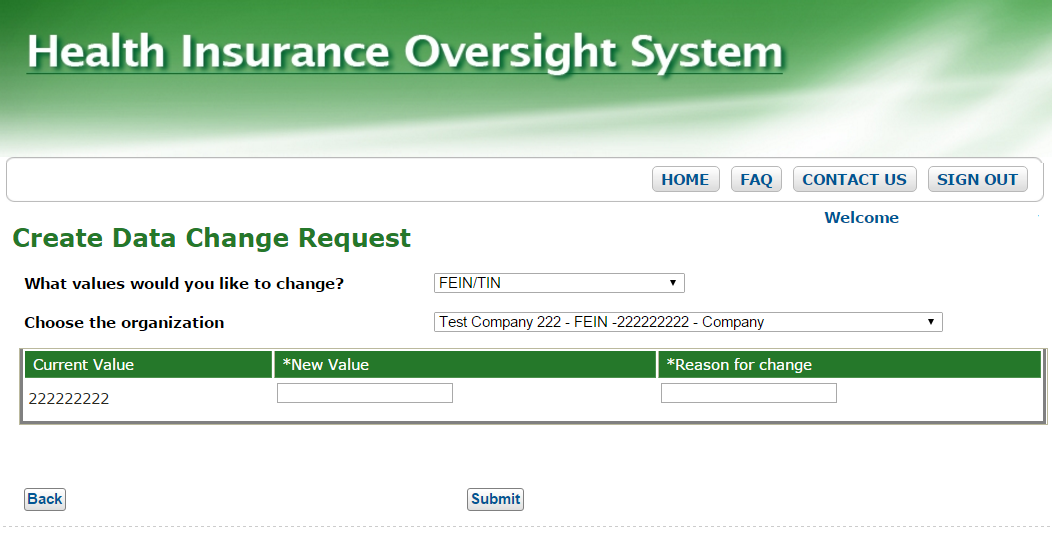 Health Insurance Oversight System
HOME FAQ CONTACT US SIGN OUT
Welcome
Create Data Change Request
What values would you like to change? FEIN/TIN
Choose the organization Test Company 222 - FEIN -222222222 - Company
Current Value *New Value *Reason for change
222222222
Back Submit